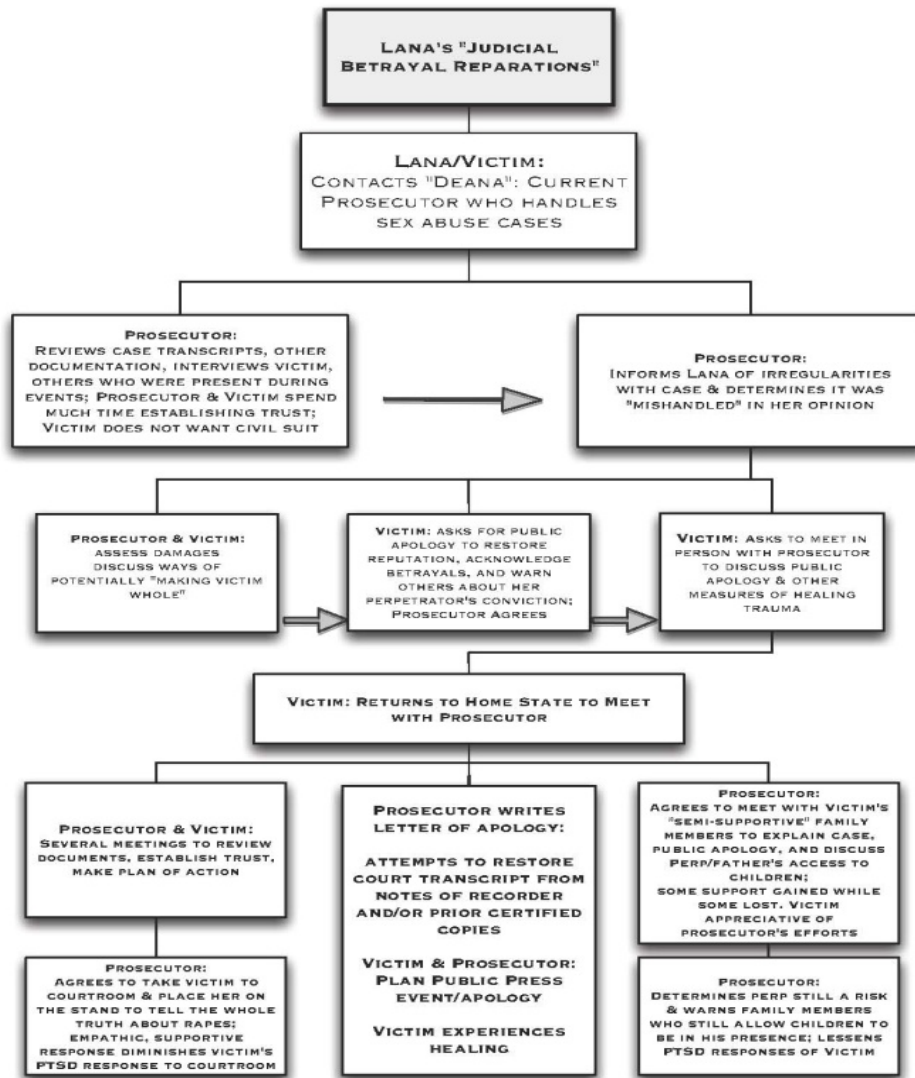 LANA'S "JUDICIAL
BETRAYAL REPARATIONS"
LANA/VICTIM:
CONTACTS "DEANA": CURRENT
PROSECUTOR WHO HANDLES
SEX ABUSE CASES
PROSECUTOR:
REVIEWS CASE TRANSCRIPTS, OTHER
DOCUMENTATION, INTERVIEWS VICTIM,
OTHERS WHO WERE PRESENT DURING
EVENTS; PROSECUTOR & VICTIM SPEND
MUCH TIME ESTABLISHING TRUST;
VICTIM DOES NOT WANT CIVIL SUIT
PROSECUTOR:
INFORMS LANA OF IRREGULARITIES
WITH CASE & DETERMINES IT WAS
"MISHANDLED" IN HER OPINION
PROSECUTOR & VICTIM:
ASSESS DAMAGES
DISCUSS WAYS OF
POTENTIALLY "MAKING VICTIM
WHOLE"
VICTIM: ASKS FOR PUBLIC
APOLOGY TO RESTORE
REPUTATION, ACKNOWLEDGE
BETRAYALS, AND WARN
OTHERS ABOUT HER
PERPETRATOR'S CONVICTION;
PROSECUTOR AGREES
VICTIM: ASKS TO MEET IN
PERSON WITH PROSECUTOR
TO DISCUSS PUBLIC
APOLOGY & OTHER
MEASURES OF HEALING
TRAUMA
VICTIM: RETURNS TO HOME STATE TO MEET
WITH PROSECUTOR
PROSECUTOR & VICTIM:
SEVERAL MEETINGS TO REVIEW
DOCUMENTS, ESTABLISH TRUST,
MAKE PLAN OF ACTION
PROSECUTOR WRITES
LETTER OF APOLOGY:
ATTEMPTS TO RESTORE
COURT TRANSCRIPT FROM
NOTES OF RECORDER
AND/OR PRIOR CERTIFIED
COPIES
VICTIM & PROSECUTOR:
PLAN PUBLIC PRESS
EVENT/APOLOGY
VICTIM EXPERIENCES
HEALING
PROSECUTOR:
AGREES TO MEET WITH VICTIM'S
"SEMI-SUPPORTIVE" FAMILY
MEMBERS TO EXPLAIN CASE,
PUBLIC APOLOGY, AND DISCUSS
PERP/FATHER'S ACCESS TO
CHILDREN;
SOME SUPPORT GAINED WHILE
SOME LOST. VICTIM
APPRECIATIVE OF
PROSECUTOR'S EFFORTS
PROSECUTOR:
AGREES TO TAKE VICTIM TO
COURTROOM & PLACE HER ON
THE STAND TO TELL THE WHOLE
TRUTH ABOUT RAPES;
EMPATHIC, SUPPORTIVE
RESPONSE DIMINISHES VICTIM'S
PTSD RESPONSE TO COURTROOM
PROSECUTOR:
DETERMINES PERP STILL A RISK
& WARNS FAMILY MEMBERS
WHO STILL ALLOW CHILDREN TO
BE IN HIS PRESENCE; LESSENS
PTSD RESPONSES OF VICTIM